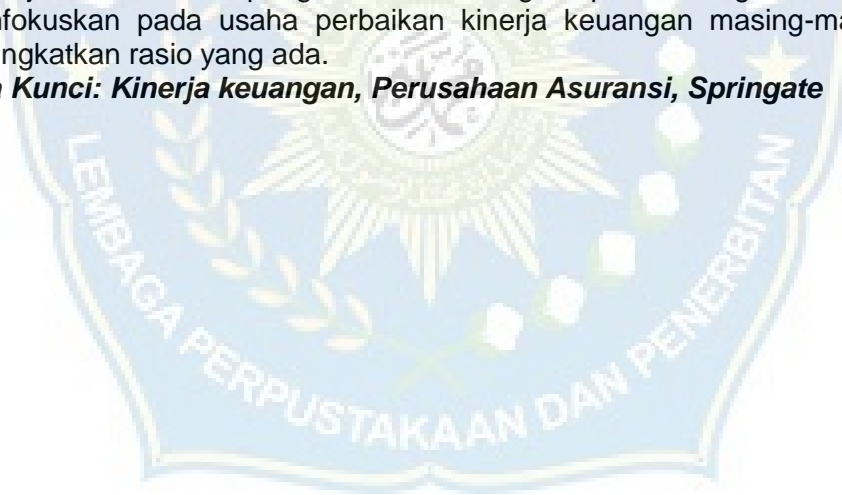 nfokuskan pada usaha perbaikan kinerja keuangan masing-ma
ngkatkan rasio yang ada.
Kunci: Kinerja keuangan, Perusahaan Asuransi, Springate
LEMBAGA PERPUSTAKAAN DAN PENERBITAN